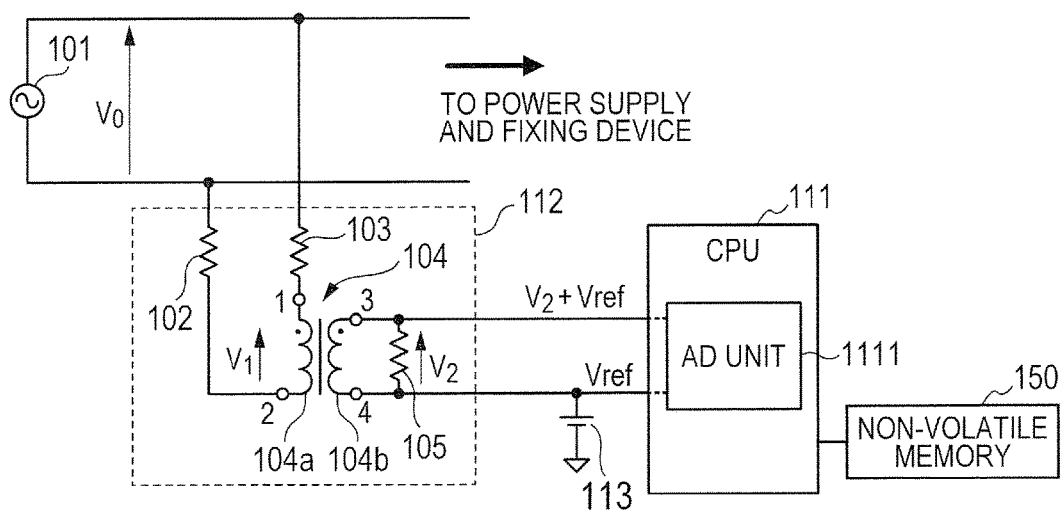 101
V0
TO POWER SUPPLY
AND FIXING DEVICE
112
111
CPU
103
104
102
1
3
V2 + Vref
V1
V2
AD UNIT
1111
Vref
2
4
150
104a
104b
105
113
NON-VOLATILE
MEMORY